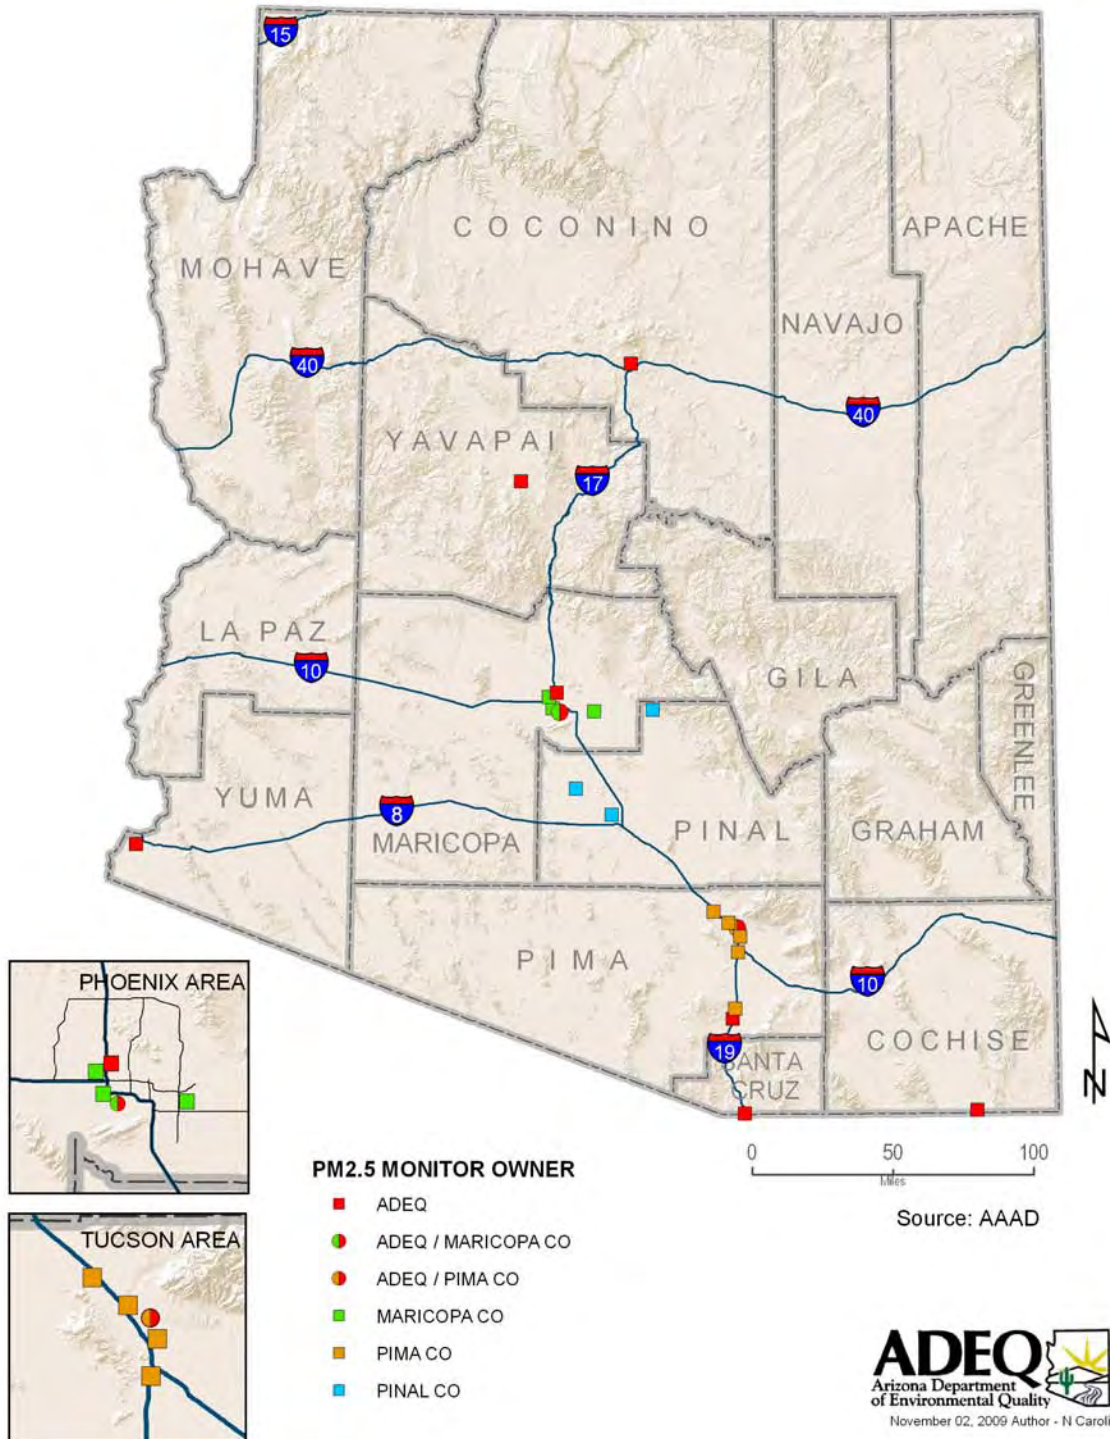 15
COCONINO
APACHE
MOHAVE
NAVAJO
40
40
YAVAPAI
17
LA PAZ
10
GILA
GREENLEE
YUMA
8
MARICOPA
PINAL
GRAHAM
PIMA
10
COCHISE
19
SANTA
CRUZ
N
PHOENIX AREA
TUCSON AREA
0 50 100
Miles
Source: AAAD
PM2.5 MONITOR OWNER
ADEQ
ADEQ / MARICOPA CO
ADEQ / PIMA CO
MARICOPA CO
PIMA CO
PINAL CO
ADEQ
Arizona Department
of Environmental Quality
November 02, 2009 Author - N Caroli